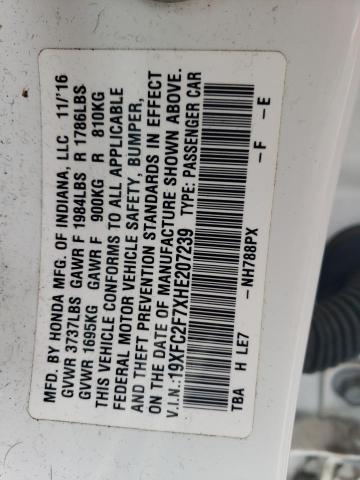 MFD. BY HONDA MFG. OF INDIANA, LLC 11/'16
GVWR 3737LBS GAWR F 1984LBS R 1786LBS
GVWR 1695KG GAWR F 900KG R 810KG
THIS VEHICLE CONFORMS TO ALL APPLICABLE
FEDERAL MOTOR VEHICLE SAFETY, BUMPER,
AND THEFT PREVENTION STANDARDS IN EFFECT
ON THE DATE OF MANUFACTURE SHOWN ABOVE.
V.I.N.:19XFC2F7XHE207239 TYPE: PASSENGER CAR
TBA H LE7 -NH788PX -F -E